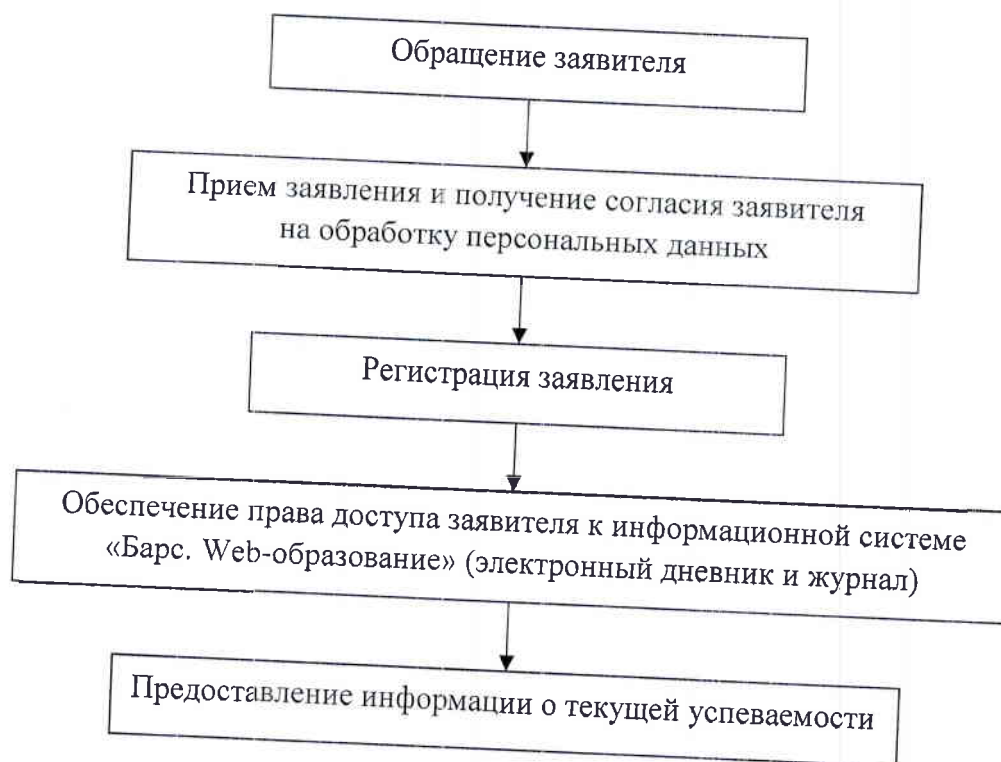 Обращение заявителя
Прием заявления и получение согласия заявителя
на обработку персональных данных
Регистрация заявления
Обеспечение права доступа заявителя к информационной системе
«Барс. Web-образование» (электронный дневник и журнал)
Предоставление информации о текущей успеваемости